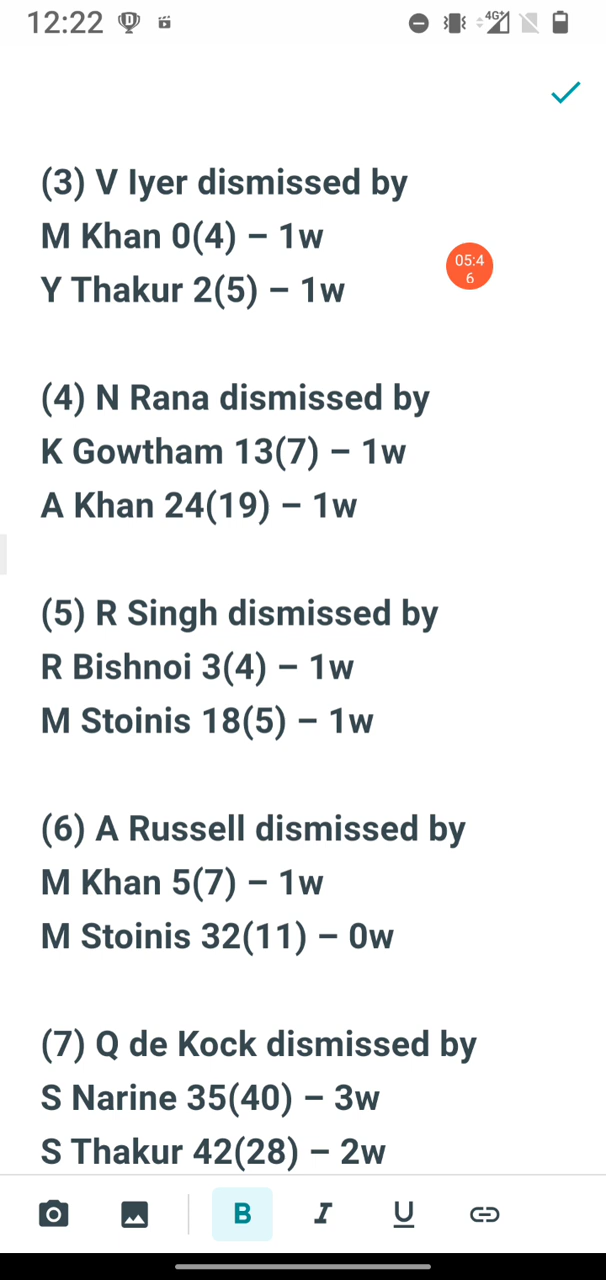 12:22
4G+
(3) V Iyer dismissed by
M Khan 0(4) – 1w
05:4
6
Y Thakur 2(5) – 1w
(4) N Rana dismissed by
K Gowtham 13(7) – 1w
A Khan 24(19) – 1w
(5) R Singh dismissed by
R Bishnoi 3(4) – 1w
M Stoinis 18(5) – 1w
(6) A Russell dismissed by
M Khan 5(7) – 1w
M Stoinis 32(11) – 0w
(7) Q de Kock dismissed by
S Narine 35(40) – 3w
S Thakur 42(28) – 2w
B I U